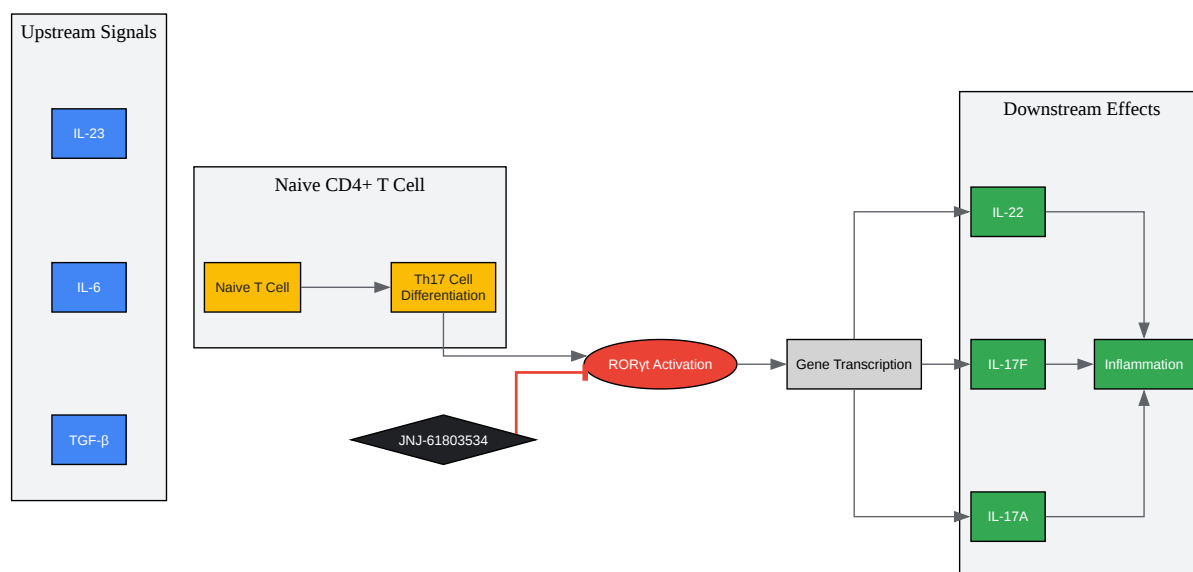 Upstream Signals
IL-23
IL-6
TGF-β
Naive CD4+ T Cell
Naive T Cell
Th17 Cell
Differentiation
RORγt Activation
JNJ-61803534
Gene Transcription
Downstream Effects
IL-22
IL-17F
IL-17A
Inflammation